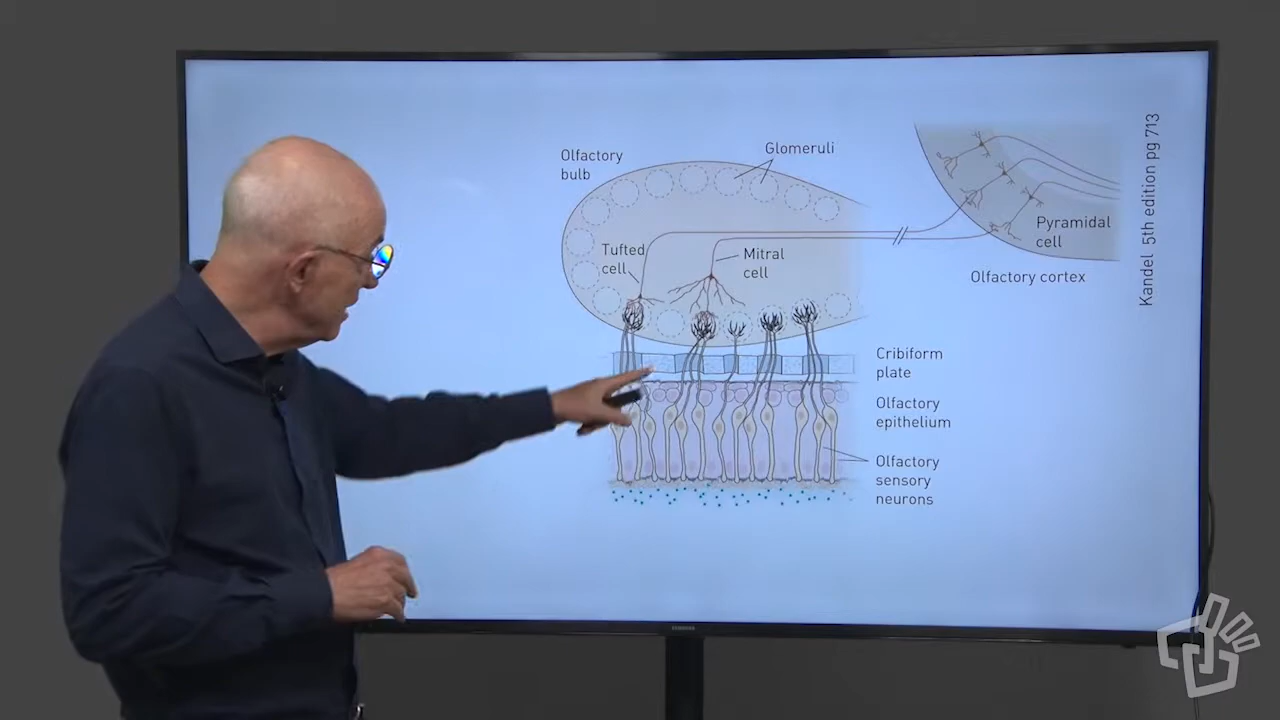 Olfactory
bulb
Glomeruli
Tufted
cell
Mitral
cell
Pyramidal
cell
Olfactory cortex
Kandel 5th edition pg 713
Cribiform
plate
Olfactory
epithelium
Olfactory
sensory
neurons
SAMSUNG